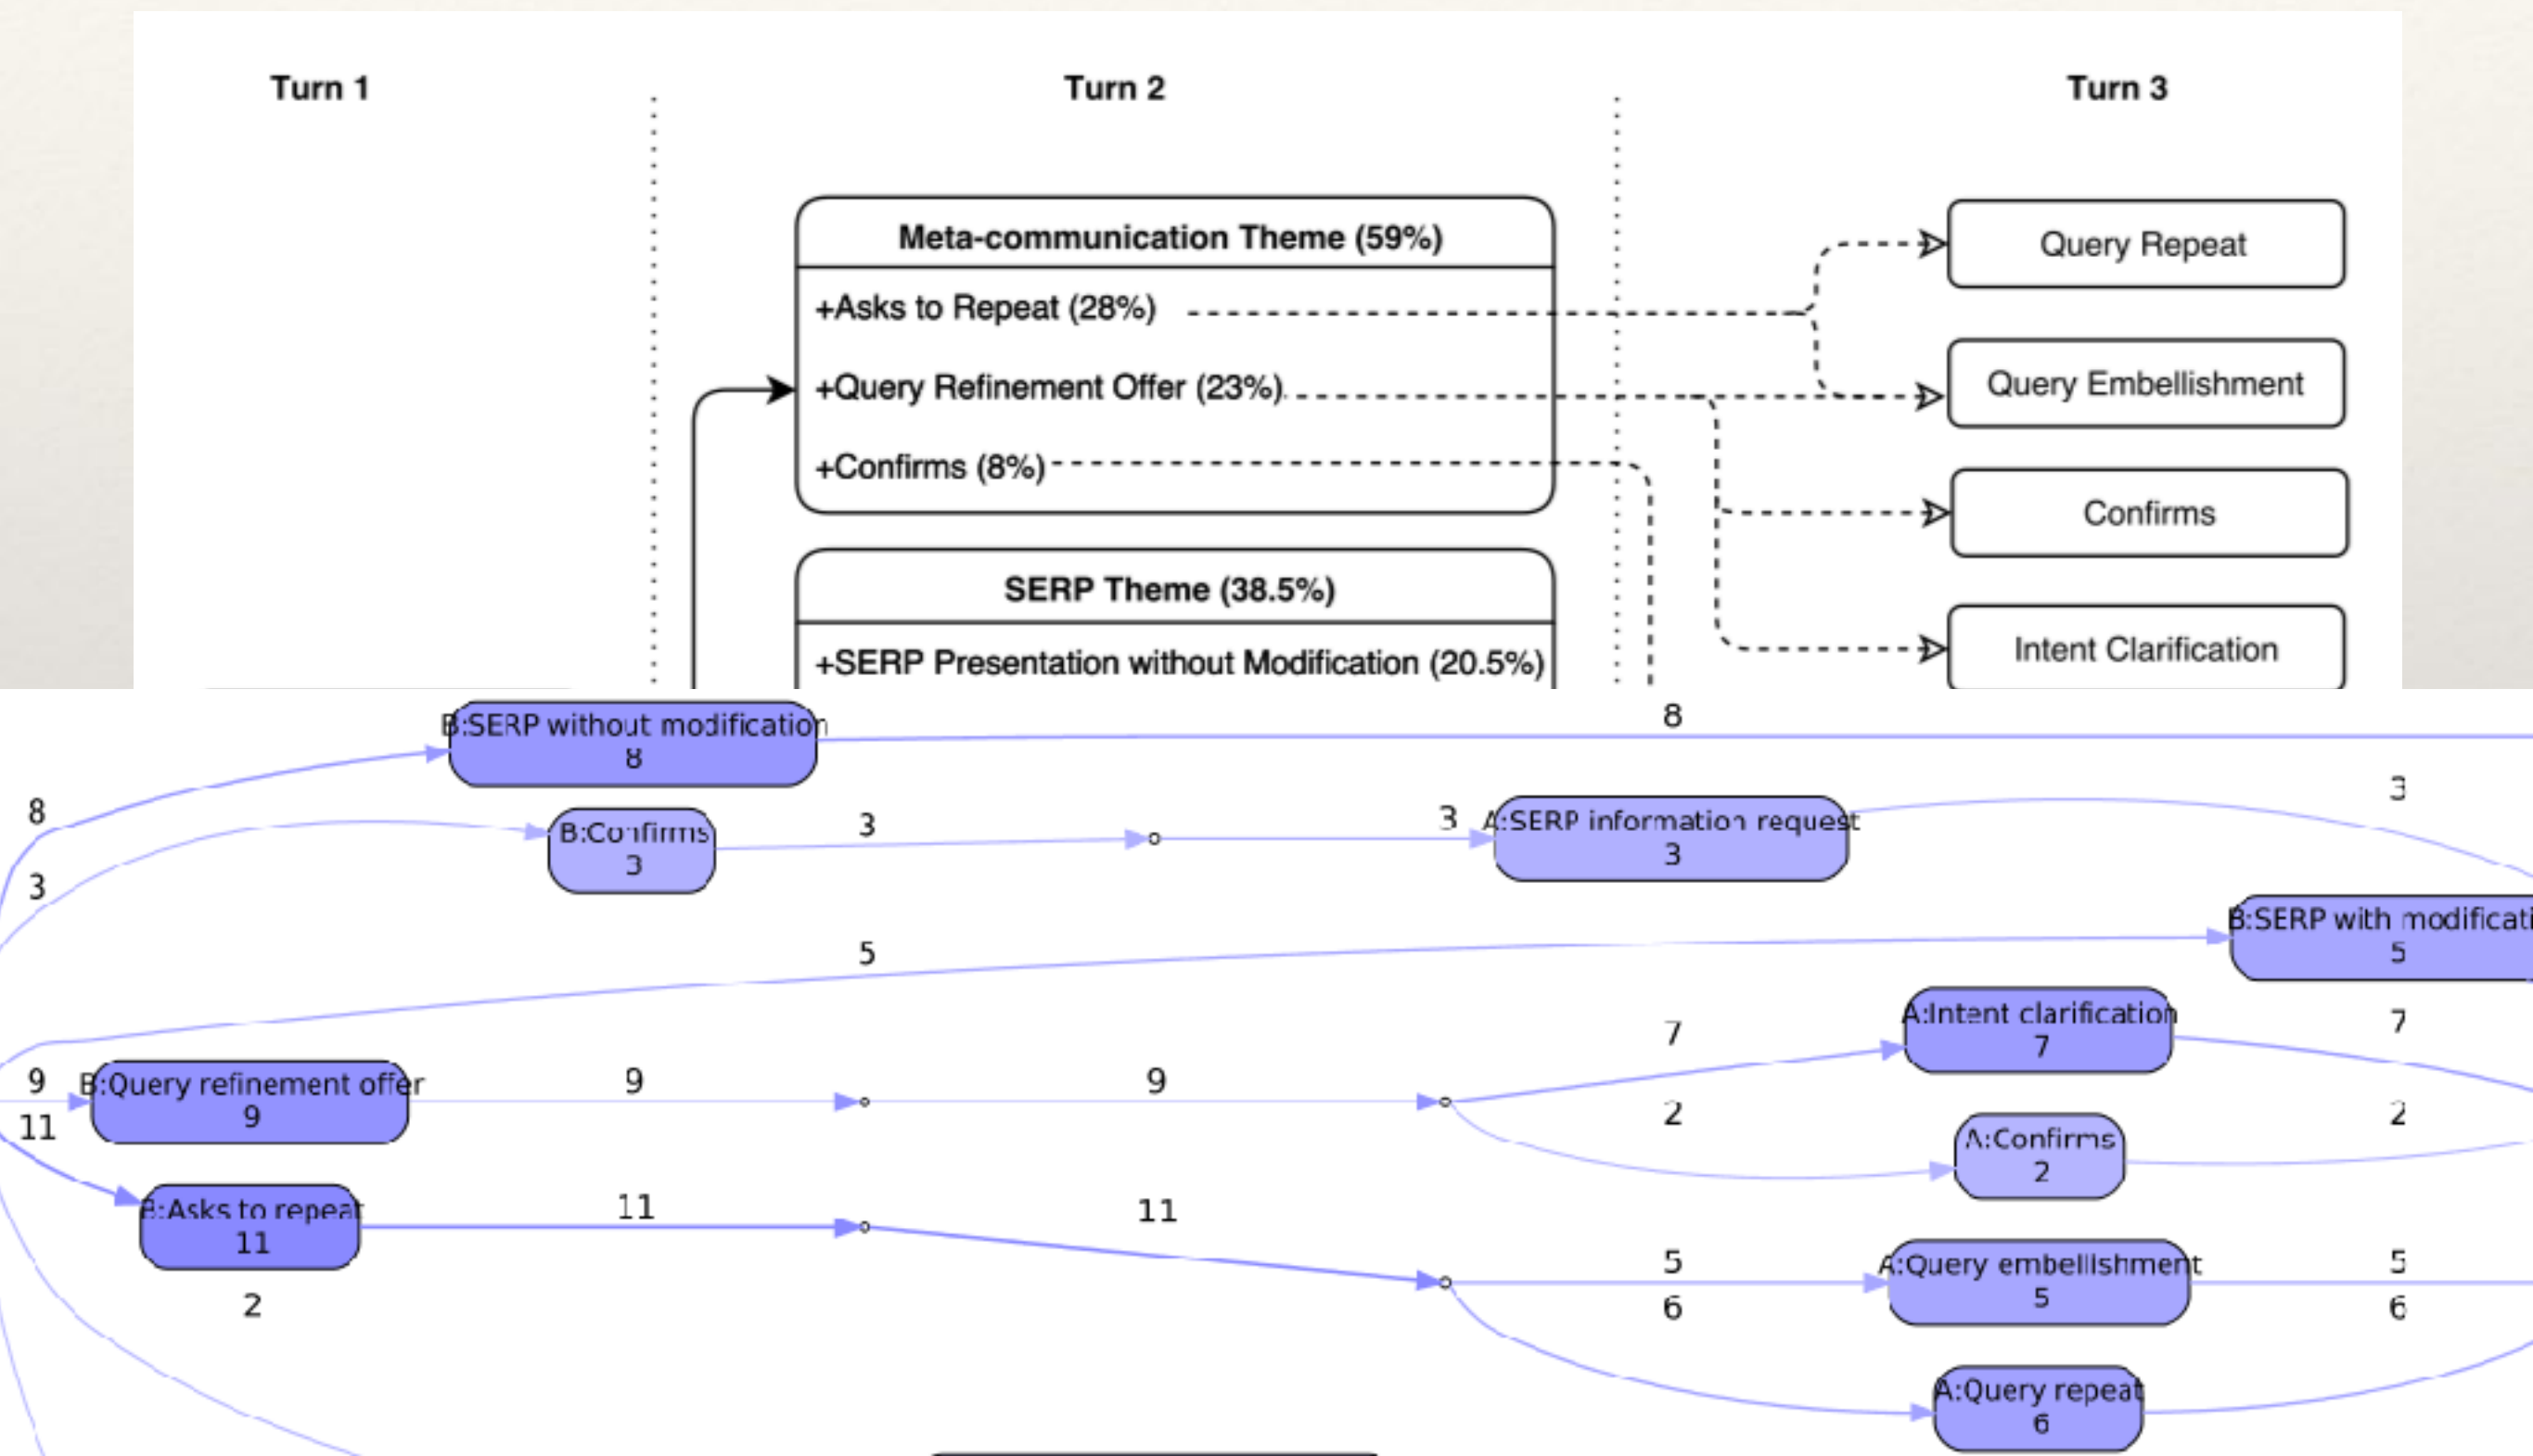 Turn 1
Turn 2
Turn 3
Meta-communication Theme (59%)
+Asks to Repeat (28%)
+Query Refinement Offer (23%)
+Confirms (8%)
SERP Theme (38.5%)
+SERP Presentation without Modification (20.5%)
Query Repeat
Query Embellishment
Confirms
Intent Clarification
B:SERP without modification
8
8
8
B:Confirms
3
3
3
3
A:SERP information request
3
3
5
B:SERP with modificati
5
9
11
B:Query refinement offer
9
9
9
7
2
A:Intent clarification
7
7
A:Confirms
2
2
B:Asks to repeat
11
11
11
2
5
6
A:Query embellishment
5
5
6
A:Query repeat
6